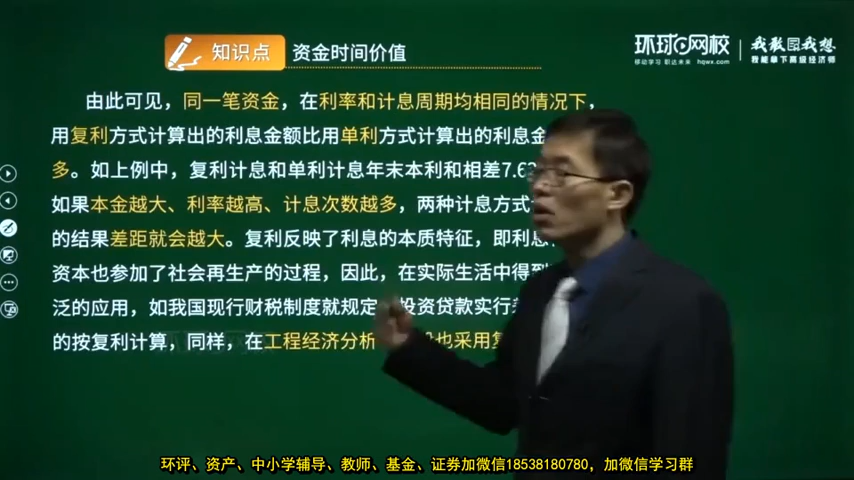 知识点 资金时间价值
环球网校 我敢我想
移动学习 职达未来 hqwx.com 我能拿下高级经济师
由此可见，同一笔资金，在利率和计息周期均相同的情况下，
用复利方式计算出的利息金额比用单利方式计算出的利息金
多。如上例中，复利计息和单利计息年末本利和相差7.6
如果本金越大、利率越高、计息次数越多，两种计息方式
的结果差距就会越大。复利反映了利息的本质特征，即利息
资本也参加了社会再生产的过程，因此，在实际生活中得到
泛的应用，如我国现行财税制度就规定 投资贷款实行
的按复利计算，同样，在工程经济分析 也采用复
环评、资产、中小学辅导、教师、基金、证券加微信18538180780，加微信学习群